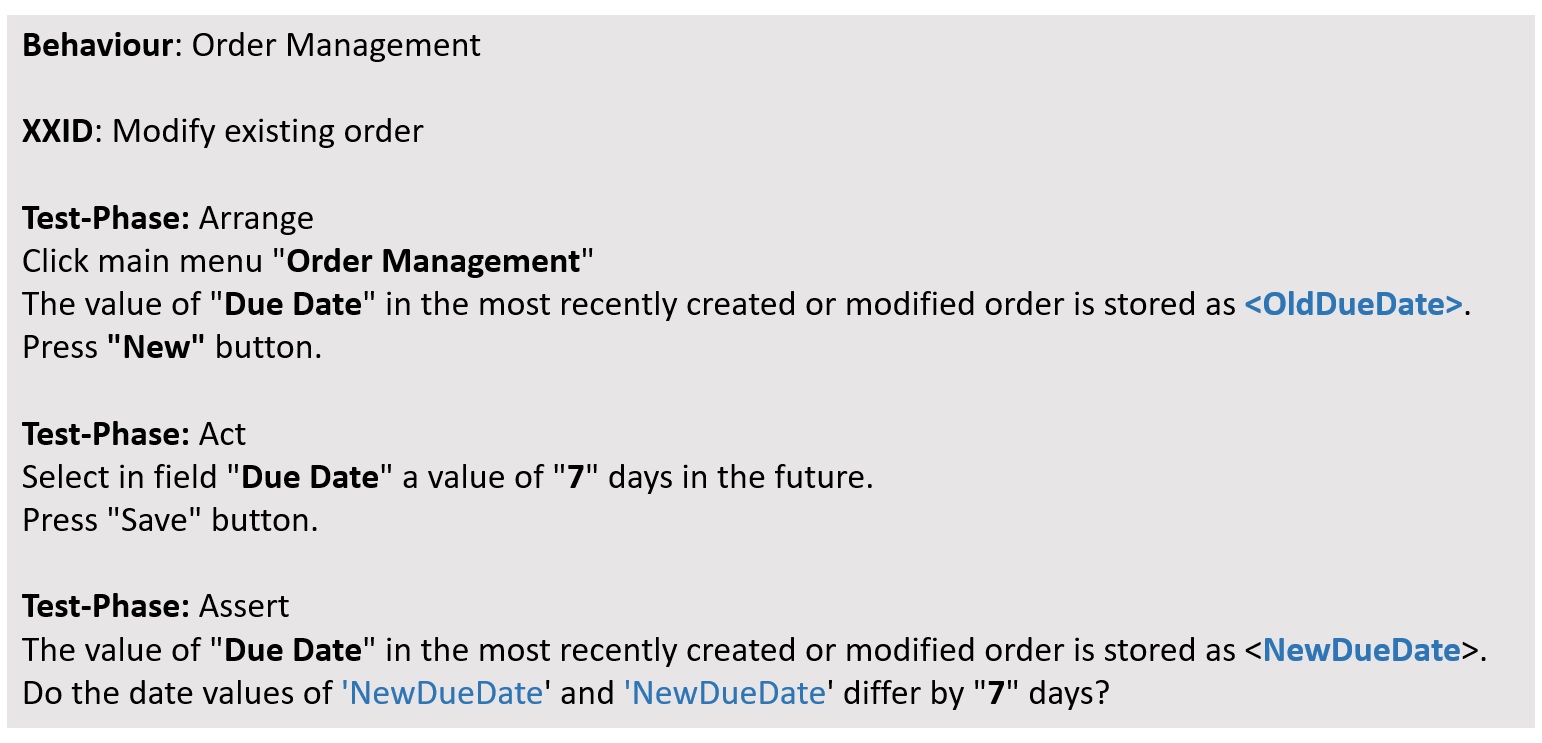 Behaviour: Order Management
XXID: Modify existing order
Test-Phase: Arrange
Click main menu "Order Management"
The value of "Due Date" in the most recently created or modified order is stored as <OldDueDate>.
Press "New" button.
Test-Phase: Act
Select in field "Due Date" a value of "7" days in the future.
Press "Save" button.
Test-Phase: Assert
The value of "Due Date" in the most recently created or modified order is stored as <NewDueDate>.
Do the date values of 'NewDueDate' and 'NewDueDate' differ by "7" days?